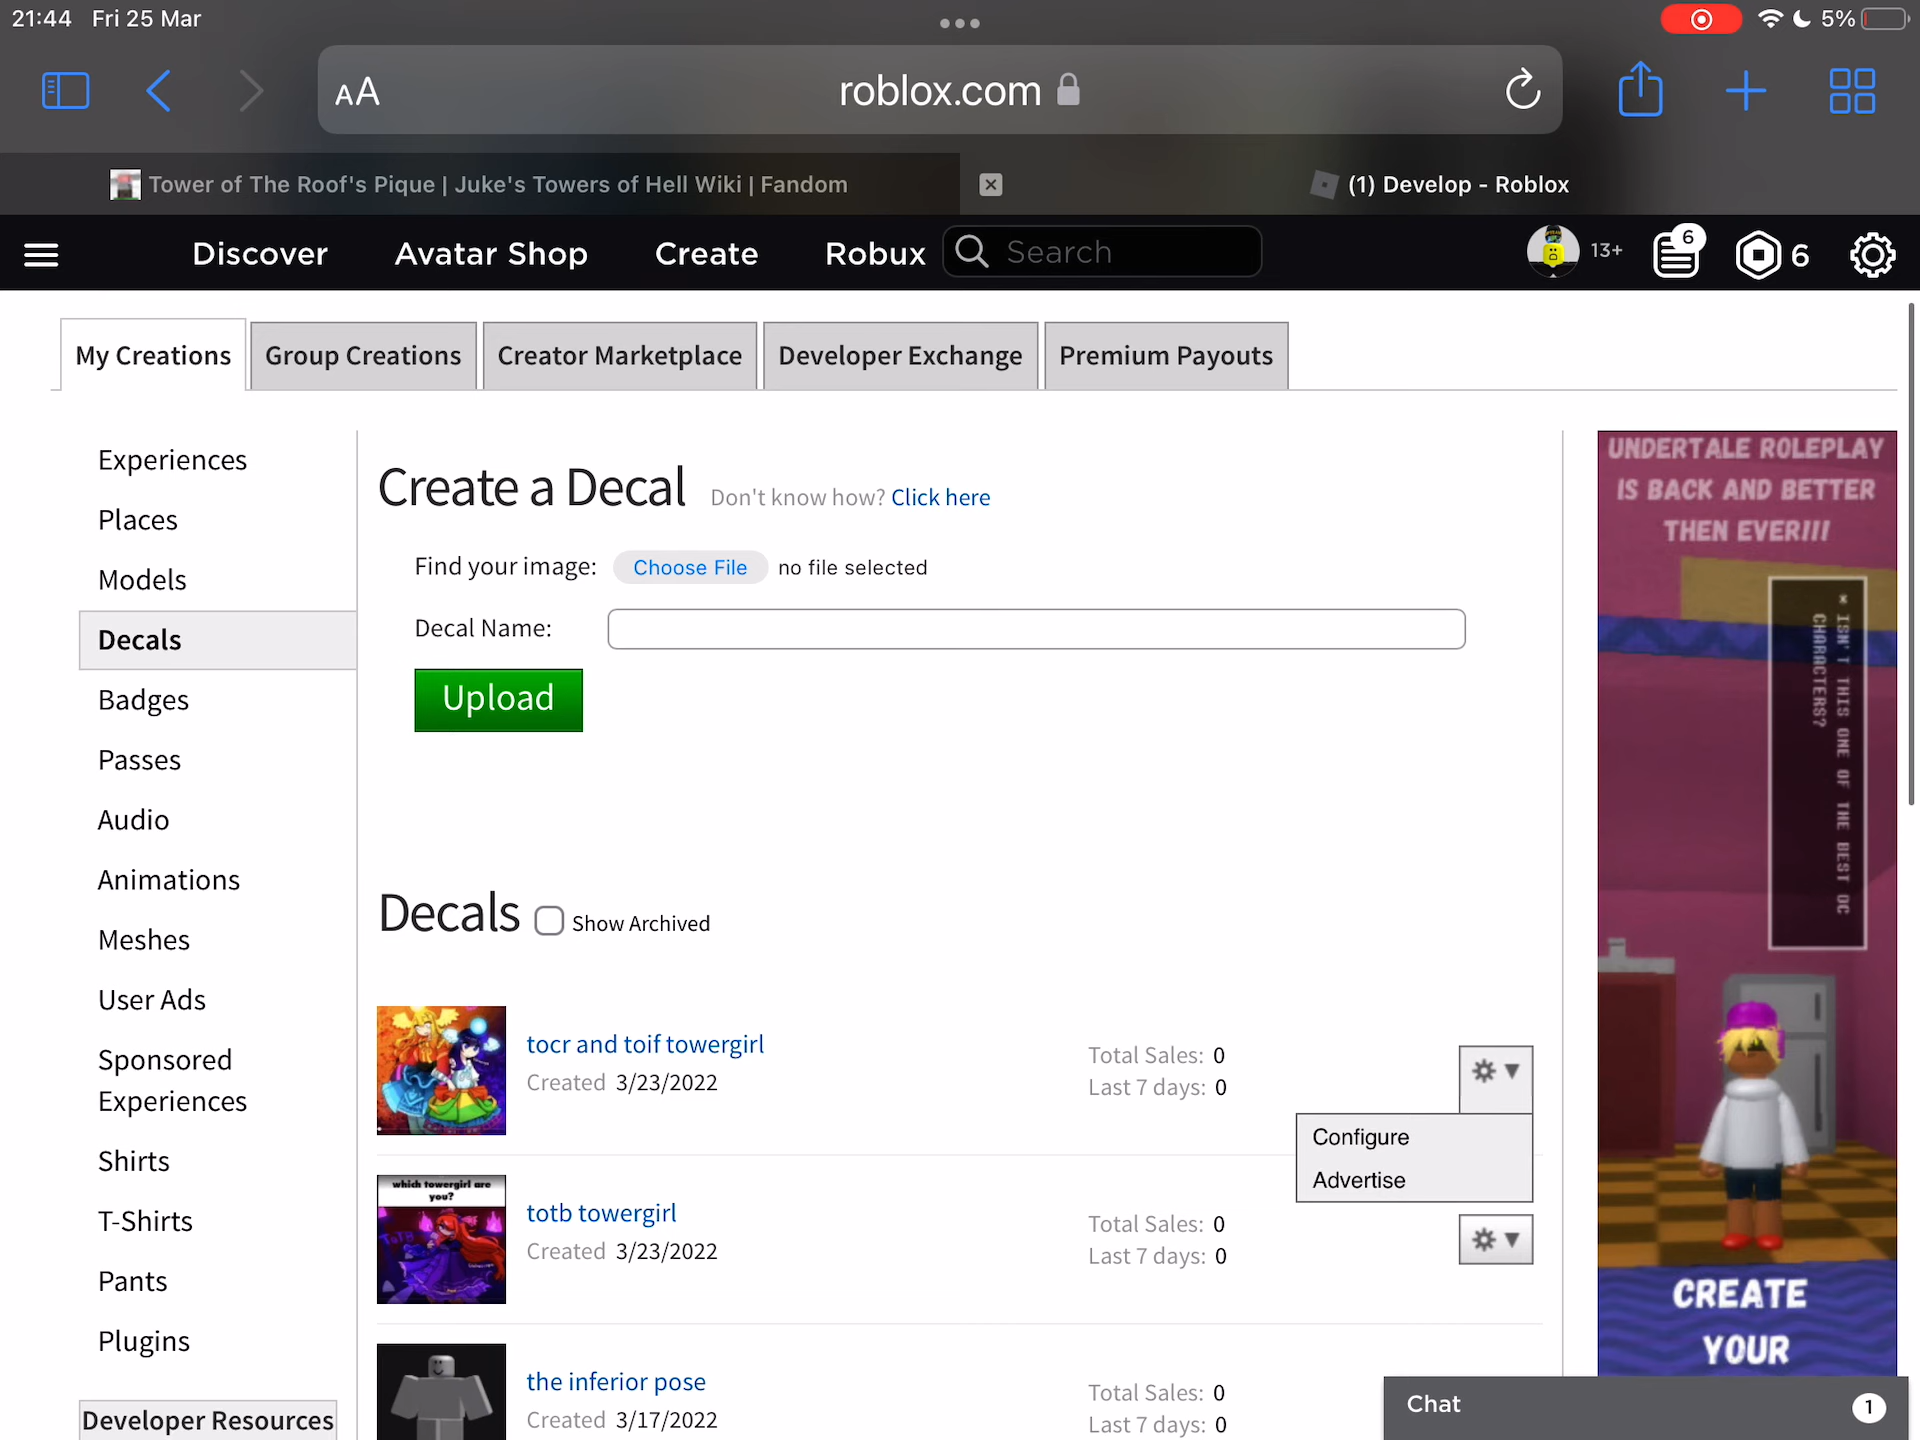 21:44 Fri 25 Mar
5%
AA
roblox.com
Tower of The Roof's Pique | Juke's Towers of Hell Wiki | Fandom
(1) Develop - Roblox
Discover
Avatar Shop
Create
Robux
Search
13+
6
6
My Creations
Group Creations
Creator Marketplace
Developer Exchange
Premium Payouts
Experiences
Places
Models
Decals
Badges
Passes
Audio
Animations
Meshes
User Ads
Sponsored
Experiences
Shirts
T-Shirts
Pants
Plugins
Developer Resources
Create a Decal
Don't know how? Click here
Find your image:
Choose File
no file selected
Decal Name:
Upload
Decals
Show Archived
tocr and toif towergirl
Created 3/23/2022
Total Sales: 0
Last 7 days: 0
Configure
Advertise
which towergirl are
you?
totb towergirl
Created 3/23/2022
Total Sales: 0
Last 7 days: 0
the inferior pose
Created 3/17/2022
Total Sales: 0
Last 7 days: 0
UNDERTALE ROLEPLAY
IS BACK AND BETTER
THEN EVER!!!
* ISN'T THIS ONE OF THE BEST OC
CHARACTERS?
CREATE
YOUR
Chat
1